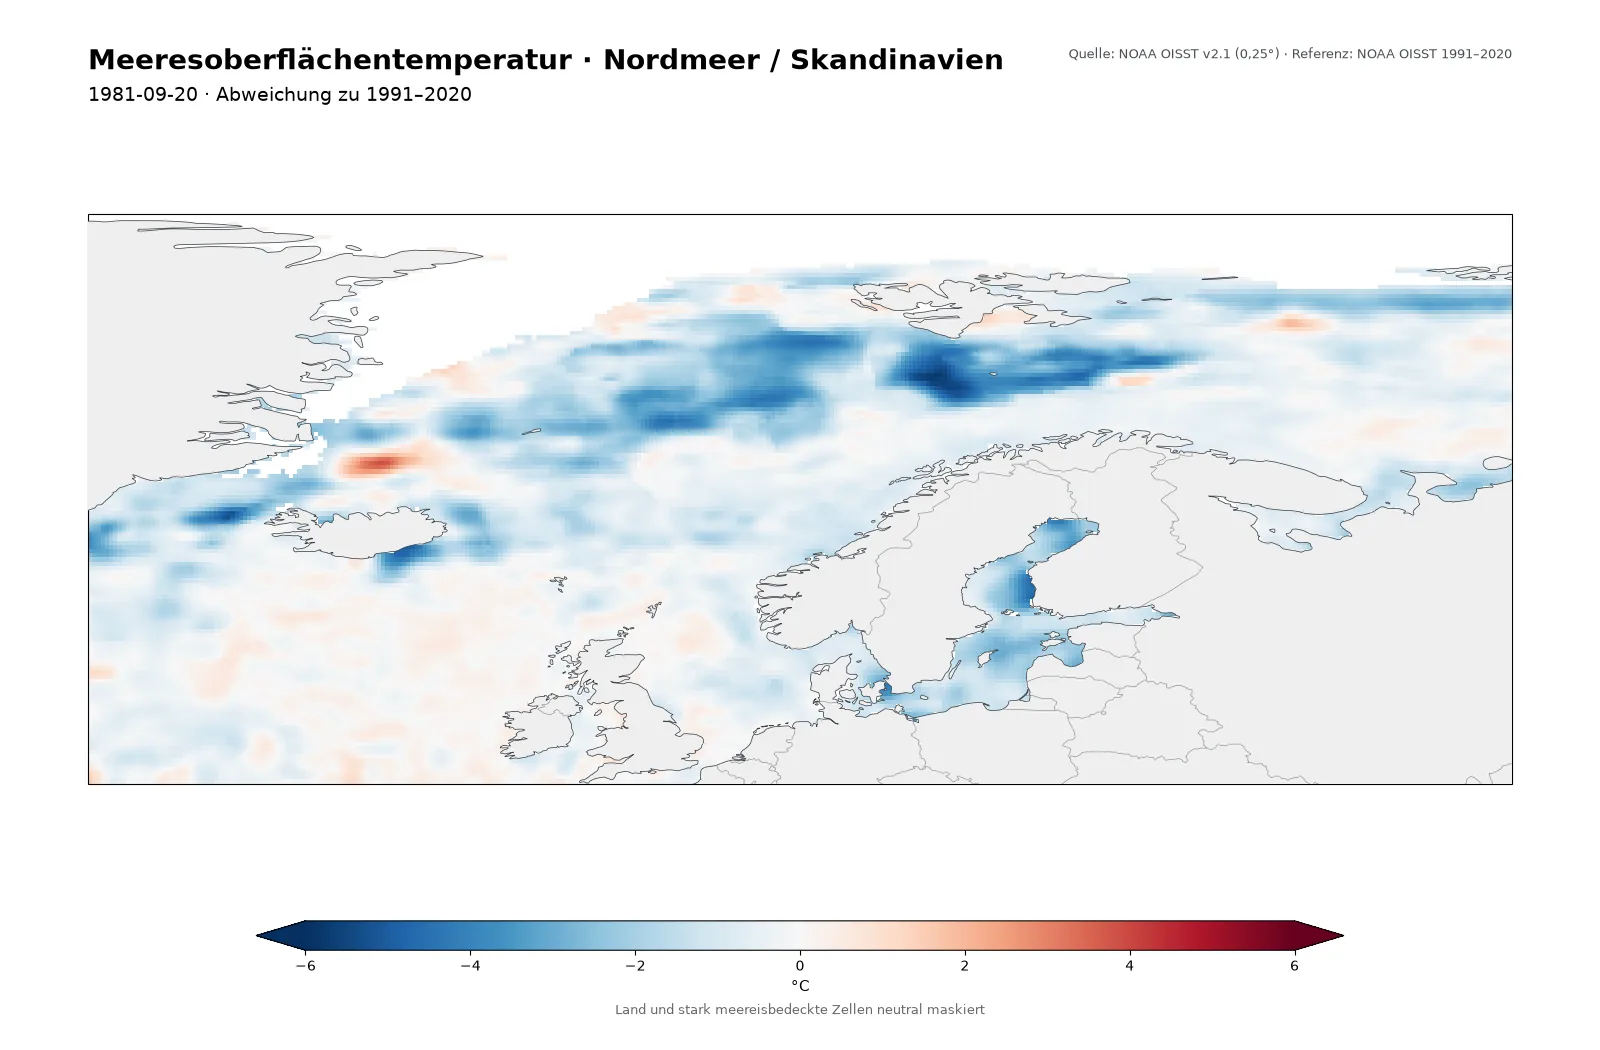 Meeresoberflächentemperatur · Nordmeer / Skandinavien
Quelle: NOAA OISST v2.1 (0,25°) · Referenz: NOAA OISST 1991–2020
1981-09-20 · Abweichung zu 1991–2020
−6 −4 −2 0 2 4 6
°C
Land und stark meereisbedeckte Zellen neutral maskiert